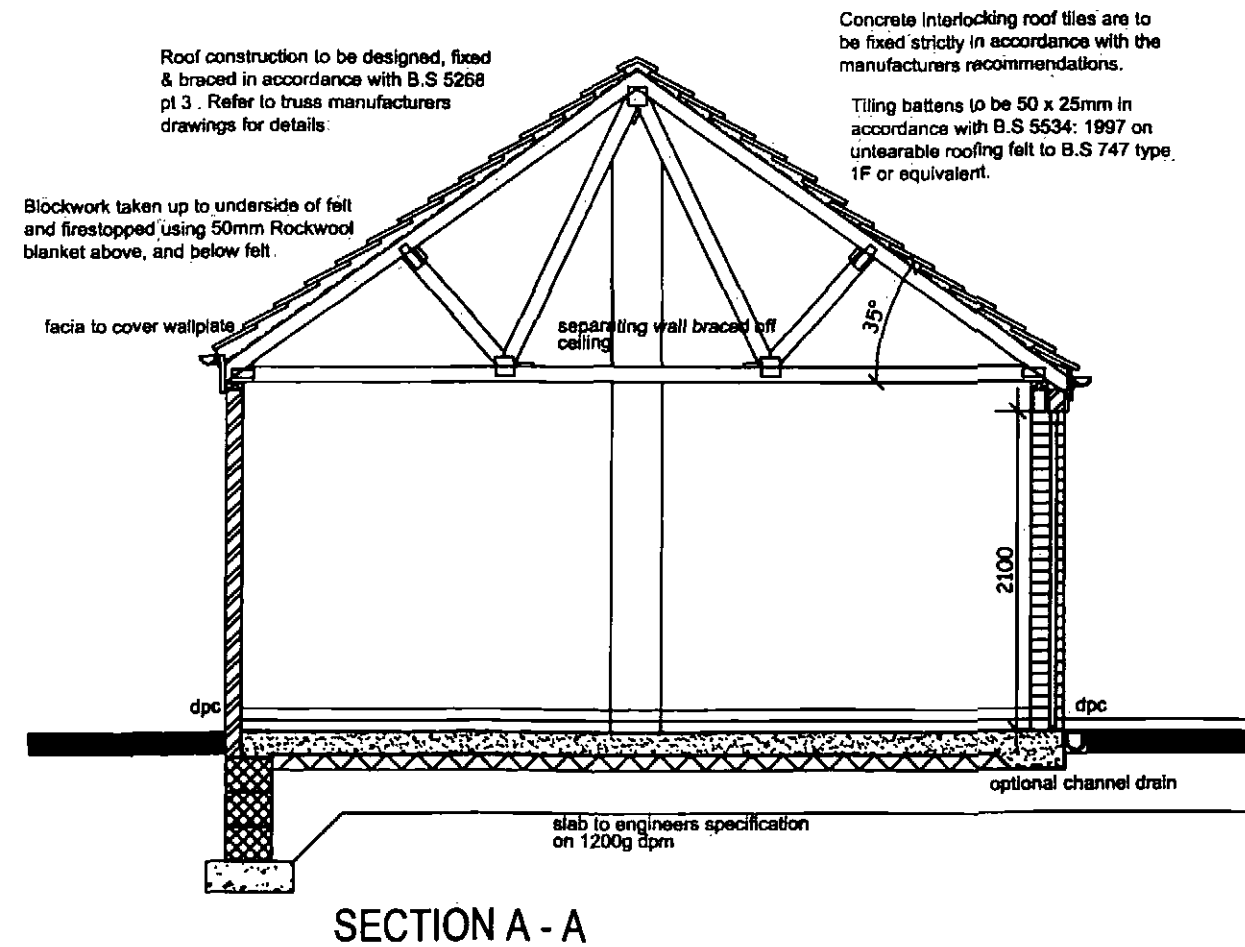 Roof construction to be designed, fixed
& braced in accordance with B.S 5268
pt 3 . Refer to truss manufacturers
drawings for details
Concrete interlocking roof tiles are to
be fixed strictly in accordance with the
manufacturers recommendations.
Tiling battens to be 50 x 25mm in
accordance with B.S 5534: 1997 on
untearable roofing felt to B.S 747 type
1F or equivalent.
Blockwork taken up to underside of felt
and firestopped using 50mm Rockwool
blanket above, and below felt.
facia to cover wallplate
separating wall braced off
ceiling
35°
2100
dpc
dpc
optional channel drain
slab to engineers specification
on 1200g dpm
SECTION A - A